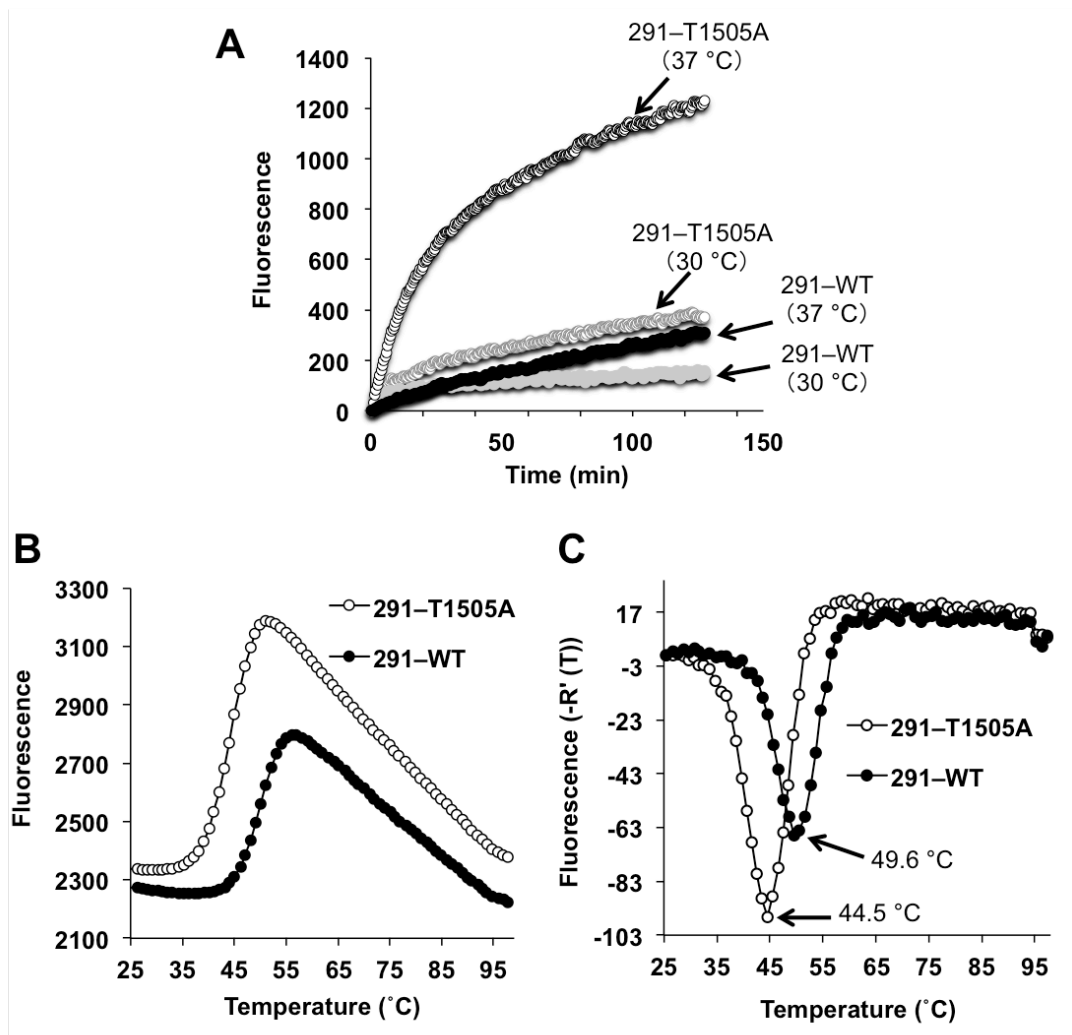 A
291–T1505A
(37 °C)
1400
1200
1000
800
600
400
200
0
Fluorescence
291–T1505A
(30 °C)
291–WT
(37 °C)
291–WT
(30 °C)
0 50 100 150
Time (min)
B
3300
3100
2900
2700
2500
2300
2100
Fluorescence
291–T1505A
291–WT
25 35 45 55 65 75 85 95
Temperature (˚C)
C
17
-3
-23
-43
-63
-83
-103
Fluorescence (-R' (T))
291–T1505A
291–WT
49.6 °C
44.5 °C
25 35 45 55 65 75 85 95
Temperature (˚C)